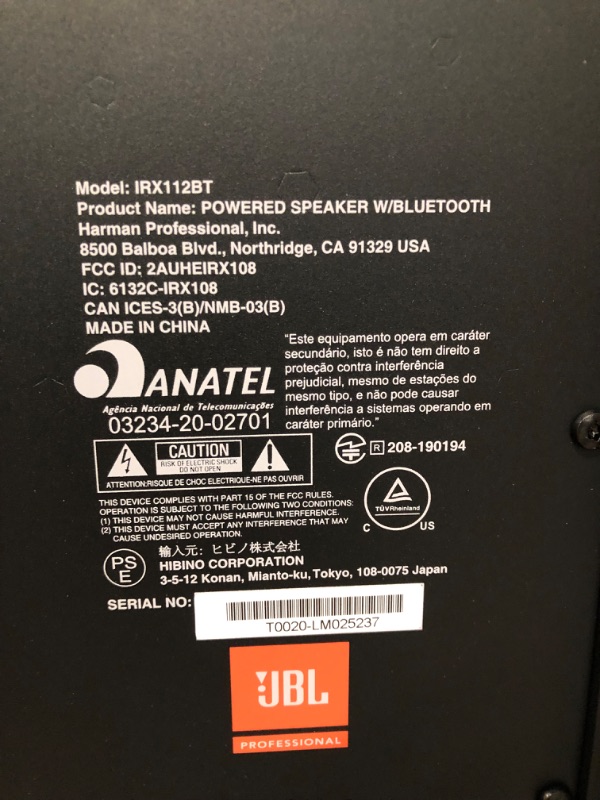 Model: IRX112BT
Product Name: POWERED SPEAKER W/BLUETOOTH
Harman Professional, Inc.
8500 Balboa Blvd., Northridge, CA 91329 USA
FCC ID: 2AUHEIRX108
IC: 6132C-IRX108
CAN ICES-3(B)/NMB-03(B)
MADE IN CHINA
ANATEL
Agência Nacional de Telecomunicações
03234-20-02701
"Este equipamento opera em caráter
secundário, isto é não tem direito a
proteção contra interferência
prejudicial, mesmo de estações do
mesmo tipo, e não pode causar
interferência a sistemas operando em
caráter primário."
CAUTION
RISK OF ELECTRIC SHOCK
DO NOT OPEN
ATTENTION:RISQUE DE CHOC ELECTRIQUE-NE PAS OUVRIR
R 208-190194
THIS DEVICE COMPLIES WITH PART 15 OF THE FCC RULES.
OPERATION IS SUBJECT TO THE FOLLOWING TWO CONDITIONS:
(1) THIS DEVICE MAY NOT CAUSE HARMFUL INTERFERENCE.
(2) THIS DEVICE MUST ACCEPT ANY INTERFERENCE THAT MAY
CAUSE UNDESIRED OPERATION.
TÜVRheinland
C US
PS
E
輸入元: ヒビノ株式会社
HIBINO CORPORATION
3-5-12 Konan, Mianto-ku, Tokyo, 108-0075 Japan
SERIAL NO:
T0020-LM025237
JBL
PROFESSIONAL